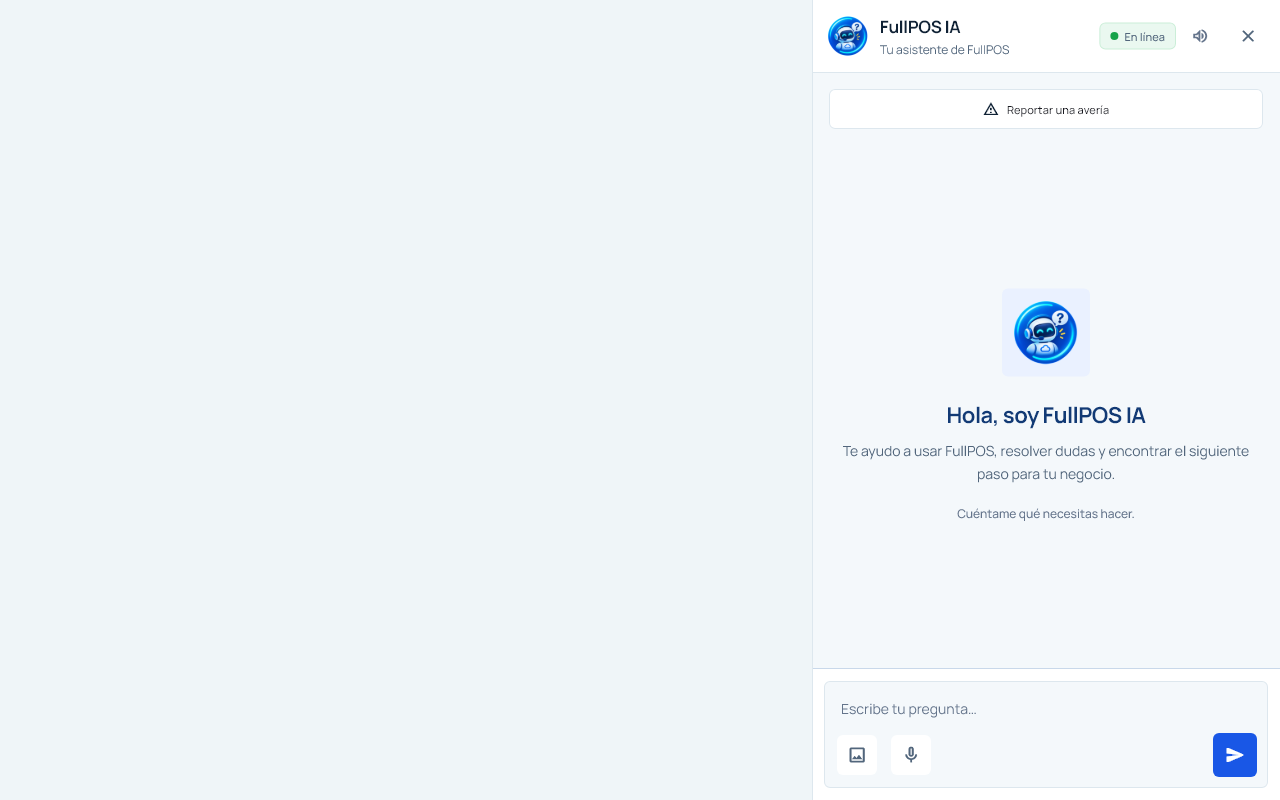 FullPOS IA
Tu asistente de FullPOS
En línea
Reportar una avería
?
Hola, soy FullPOS IA
Te ayudo a usar FullPOS, resolver dudas y encontrar el siguiente
paso para tu negocio.
Cuéntame qué necesitas hacer.
Escribe tu pregunta...